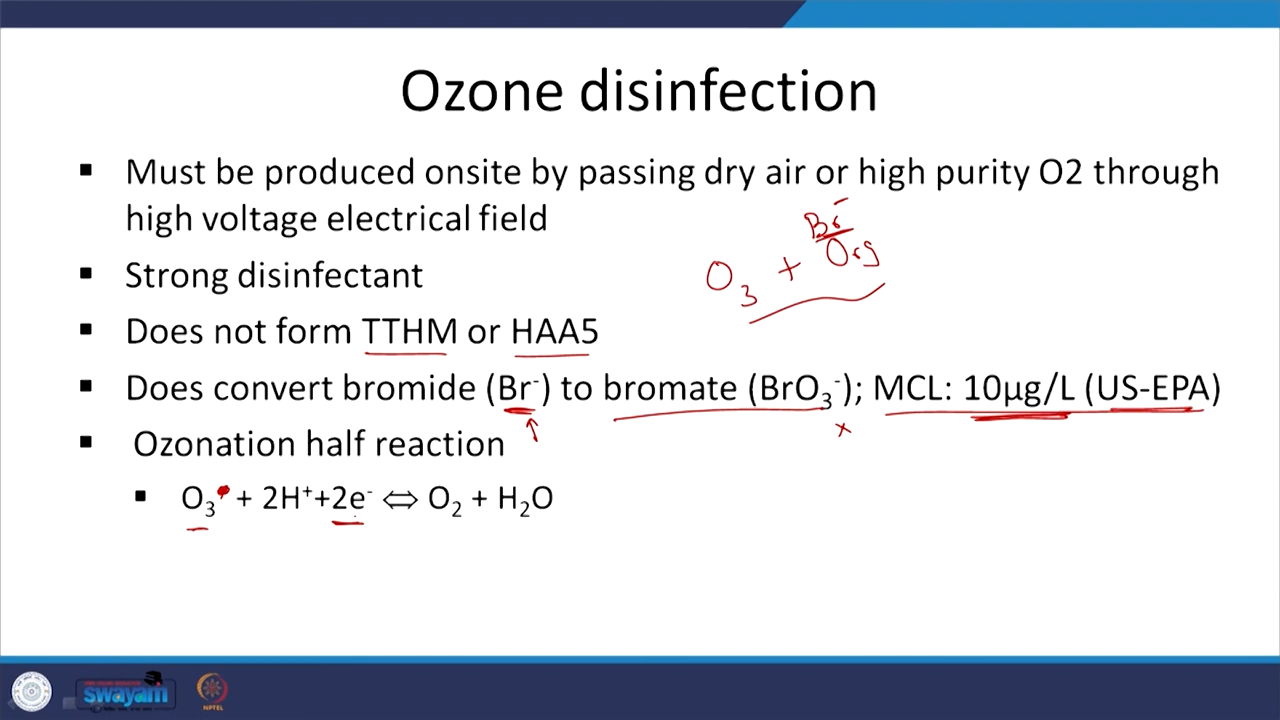 Ozone disinfection
▪ Must be produced onsite by passing dry air or high purity O2 through
high voltage electrical field
▪ Strong disinfectant
▪ Does not form TTHM or HAA5
▪ Does convert bromide (Br⁻) to bromate (BrO₃⁻); MCL: 10µg/L (US-EPA)
▪ Ozonation half reaction
▪ O₃ + 2H⁺+2e⁻ ⇔ O₂ + H₂O
Br⁻
O₃ + Org
x
swayam
NPTEL